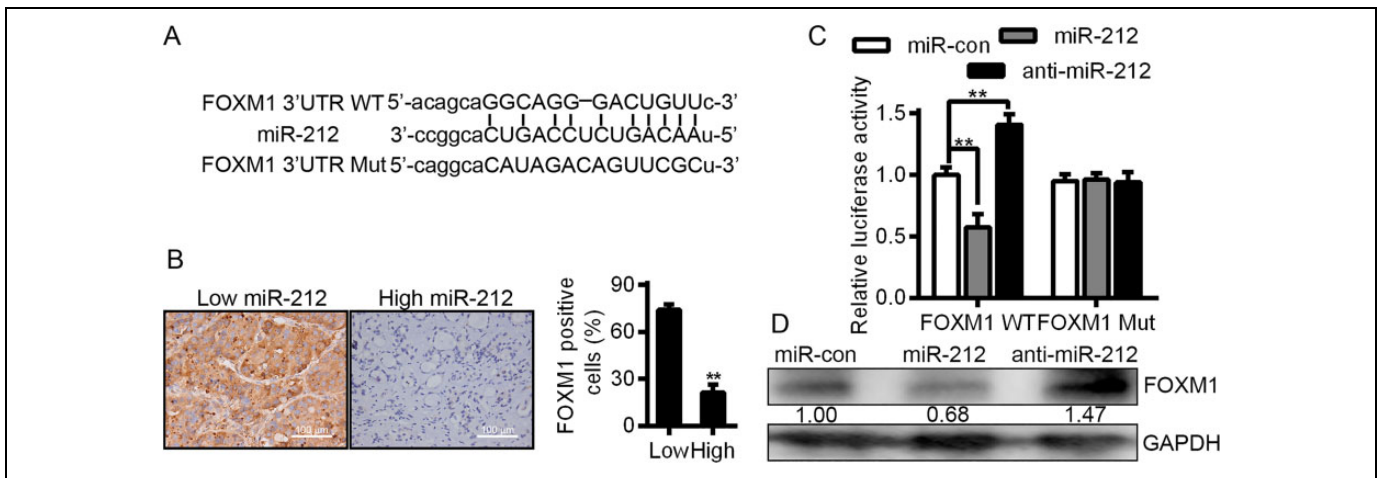 A
FOXM1 3'UTR WT 5'-acagcaGGCAGG–GACUGUUc-3'
miR-212 3'-ccggcaCUGACCUCUGACAAu-5'
FOXM1 3'UTR Mut 5'-caggcaCAUAGACAGUUCGCu-3'
B
Low miR-212 High miR-212
100 μm 100 μm
FOXM1 positive
cells (%)
90
60
30
0
**
Low High
C
miR-con miR-212
anti-miR-212
Relative luciferase activity
1.5
1.0
0.5
0.0
**
**
FOXM1 WT FOXM1 Mut
D
miR-con miR-212 anti-miR-212
FOXM1
1.00 0.68 1.47
GAPDH